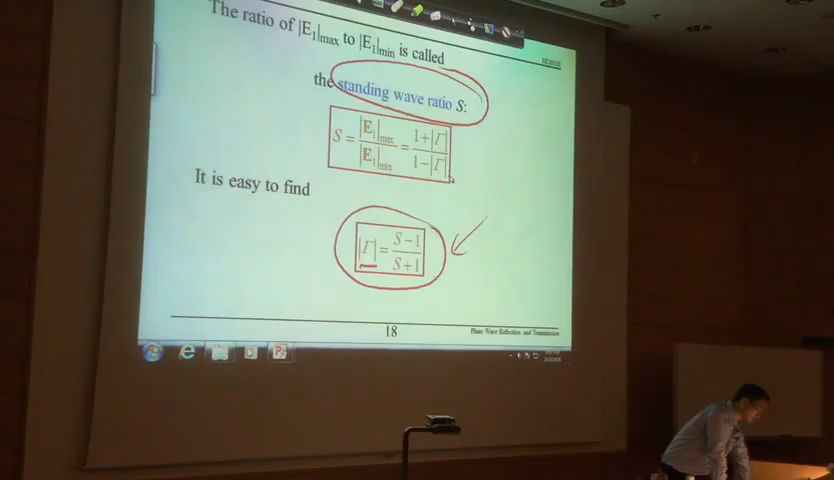 The ratio of |E₁|max to |E₁|min is called
the standing wave ratio S:
S = |E₁|max / |E₁|min = 1+|Γ| / 1−|Γ|
It is easy to find
|Γ| = S−1 / S+1
18
Plane Wave Reflection and Transmission